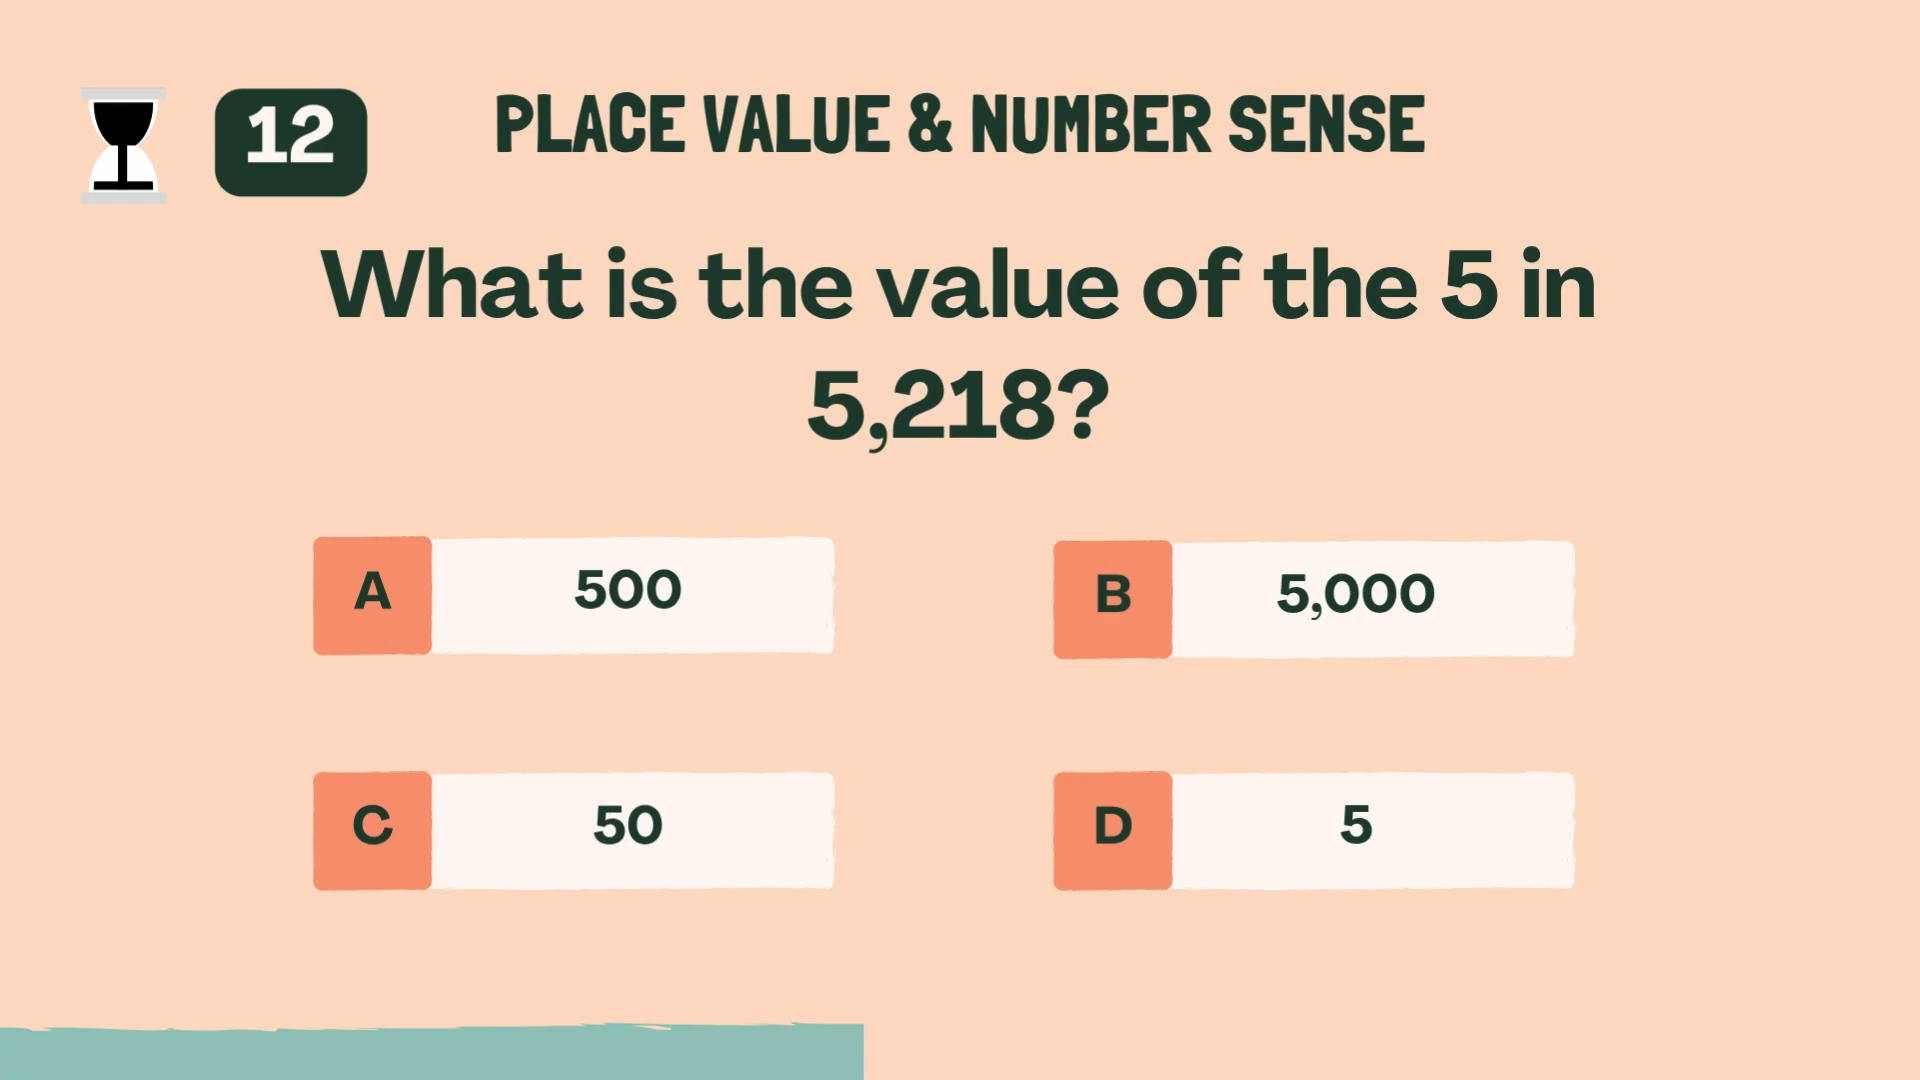 12
PLACE VALUE & NUMBER SENSE
What is the value of the 5 in
5,218?
A 500
B 5,000
C 50
D 5